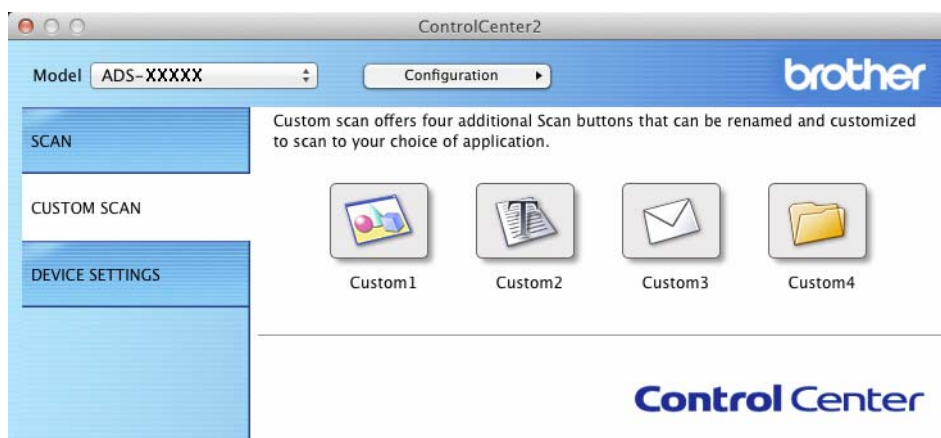 ControlCenter2
Model ADS-XXXXX Configuration brother
SCAN
CUSTOM SCAN
DEVICE SETTINGS
Custom scan offers four additional Scan buttons that can be renamed and customized
to scan to your choice of application.
T
Custom1 Custom2 Custom3 Custom4
Control Center